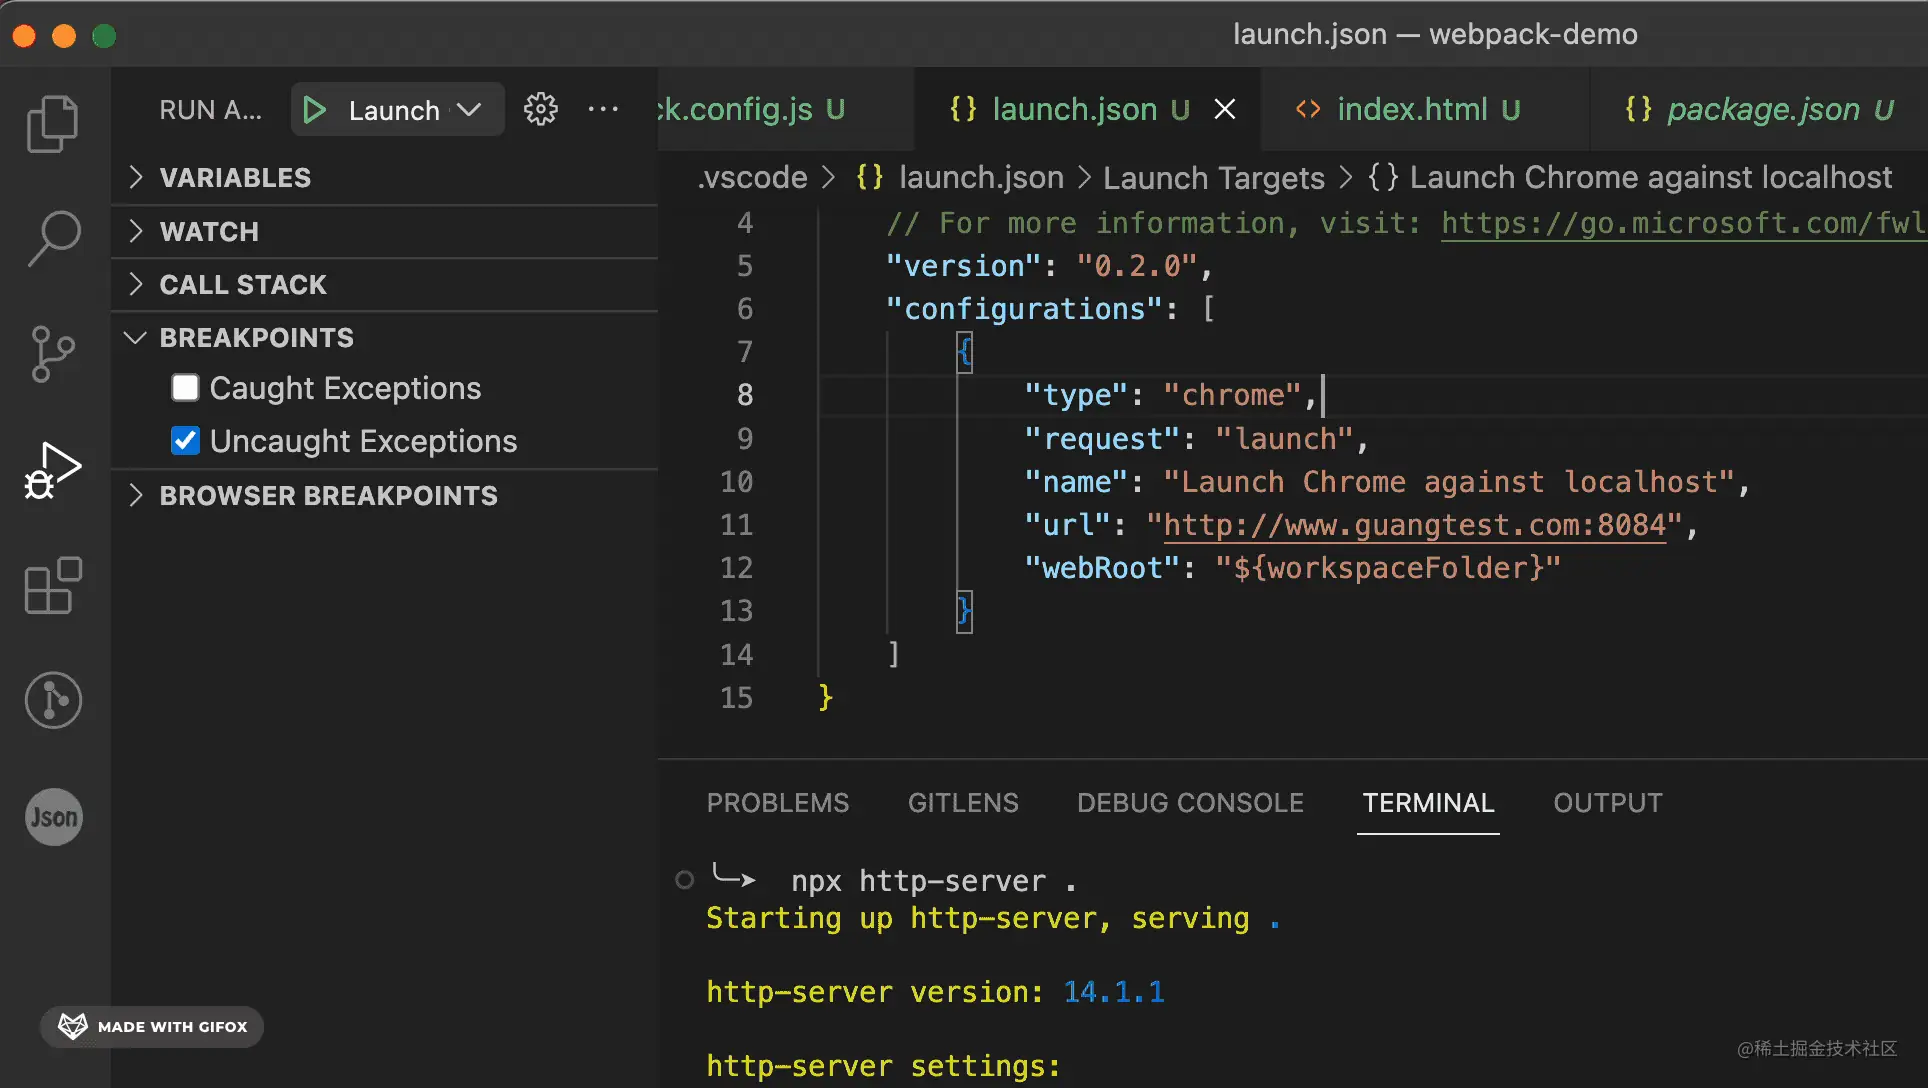 launch.json — webpack-demo
RUN A...
Launch
ck.config.js U
{} launch.json U
<> index.html U
{} package.json U
.vscode > {} launch.json > Launch Targets > {} Launch Chrome against localhost
VARIABLES
WATCH
CALL STACK
BREAKPOINTS
Caught Exceptions
Uncaught Exceptions
BROWSER BREAKPOINTS
Json
4 // For more information, visit: https://go.microsoft.com/fwl
5 "version": "0.2.0",
6 "configurations": [
7 {
8 "type": "chrome",
9 "request": "launch",
10 "name": "Launch Chrome against localhost",
11 "url": "http://www.guangtest.com:8084",
12 "webRoot": "${workspaceFolder}"
13 }
14 ]
15 }
PROBLEMS GITLENS DEBUG CONSOLE TERMINAL OUTPUT
npx http-server .
Starting up http-server, serving .
http-server version: 14.1.1
http-server settings:
MADE WITH GIFOX
@稀土掘金技术社区